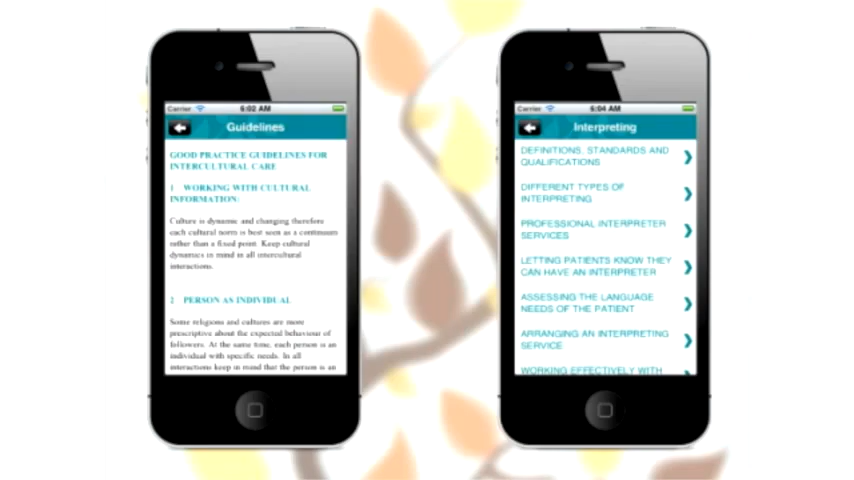 Carrier 6:02 AM
Guidelines
GOOD PRACTICE GUIDELINES FOR
INTERCULTURAL CARE
1 WORKING WITH CULTURAL
INFORMATION:
Culture is dynamic and changing therefore
each cultural norm is best seen as a continuum
rather than a fixed point. Keep cultural
dynamics in mind in all intercultural
interactions.
2 PERSON AS INDIVIDUAL
Some religions and cultures are more
prescriptive about the expected behaviour of
followers. At the same time, each person is an
individual with specific needs. In all
interactions keep in mind that the person is an
Carrier 6:04 AM
Interpreting
DEFINITIONS, STANDARDS AND
QUALIFICATIONS
DIFFERENT TYPES OF
INTERPRETING
PROFESSIONAL INTERPRETER
SERVICES
LETTING PATIENTS KNOW THEY
CAN HAVE AN INTERPRETER
ASSESSING THE LANGUAGE
NEEDS OF THE PATIENT
ARRANGING AN INTERPRETING
SERVICE
WORKING EFFECTIVELY WITH